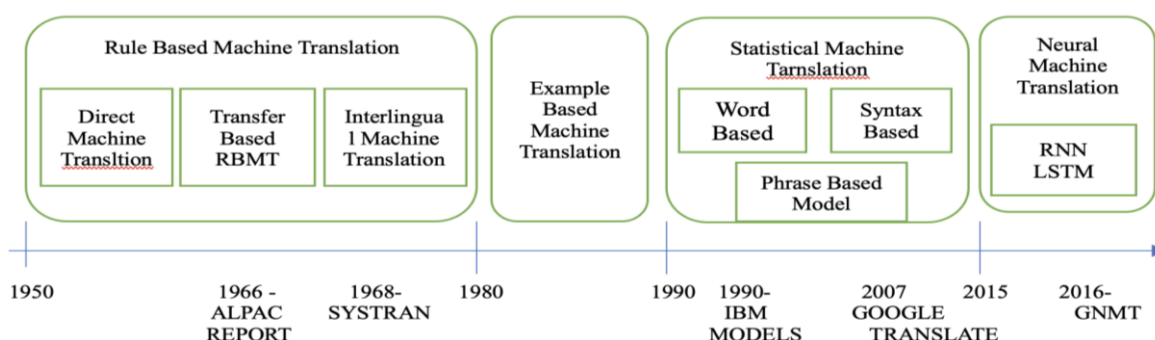 Rule Based Machine Translation
Direct
Machine
Transltion
Transfer
Based
RBMT
Interlingua
l Machine
Translation
Example
Based
Machine
Translation
Statistical Machine
Tarnslation
Word
Based
Syntax
Based
Phrase Based
Model
Neural
Machine
Translation
RNN
LSTM
1950
1966 -
ALPAC
REPORT
1968-
SYSTRAN
1980
1990
1990-
IBM
MODELS
2007
GOOGLE
TRANSLATE
2015
2016-
GNMT